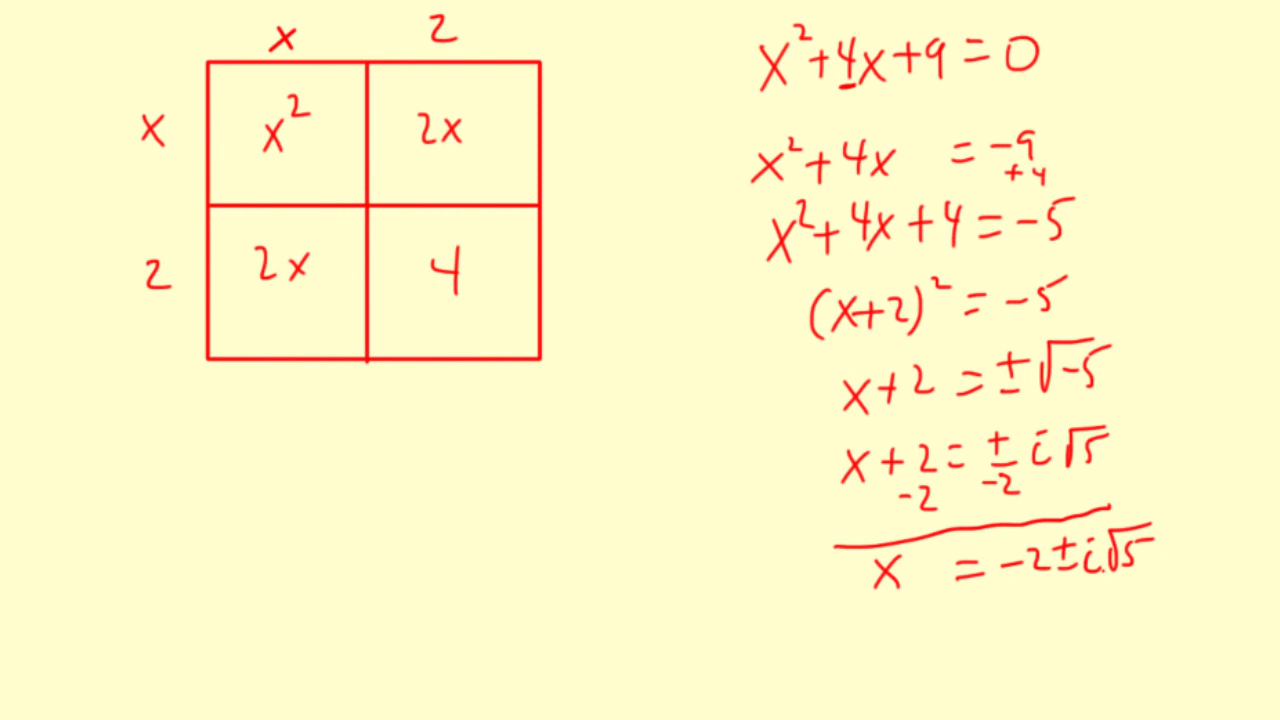 x 2
x x² 2x
2 2x 4
x²+4x+9=0
x²+4x =-9
+4
x²+4x+4=-5
(x+2)²=-5
x+2=±√-5
x+2=±i√5
-2 -2
x =-2±i√5